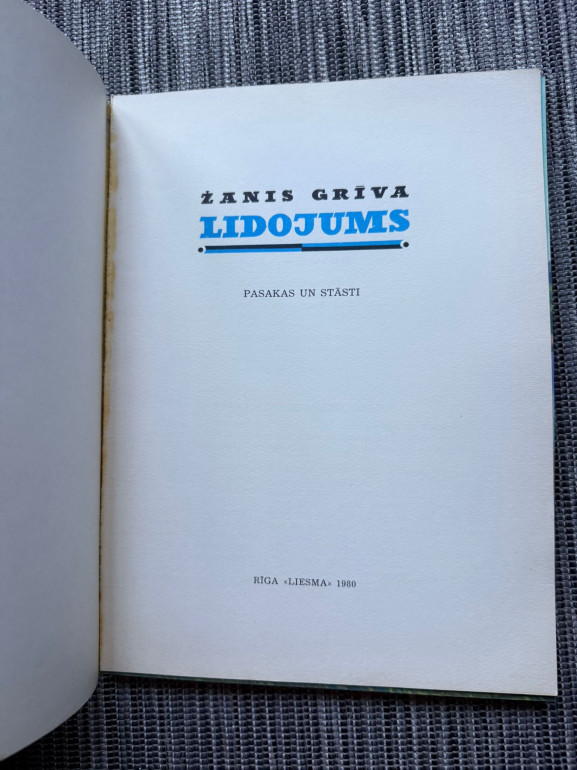 ŽANIS GRĪVA
LIDOJUMS
PASAKAS UN STĀSTI
RĪGA «LIESMA» 1980